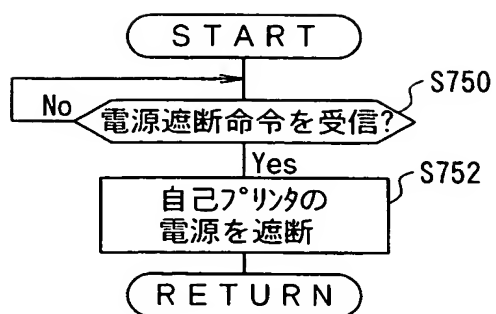 START
S750
No
電源遮断命令を受信?
Yes
S752
自己プリンタの
電源を遮断
RETURN